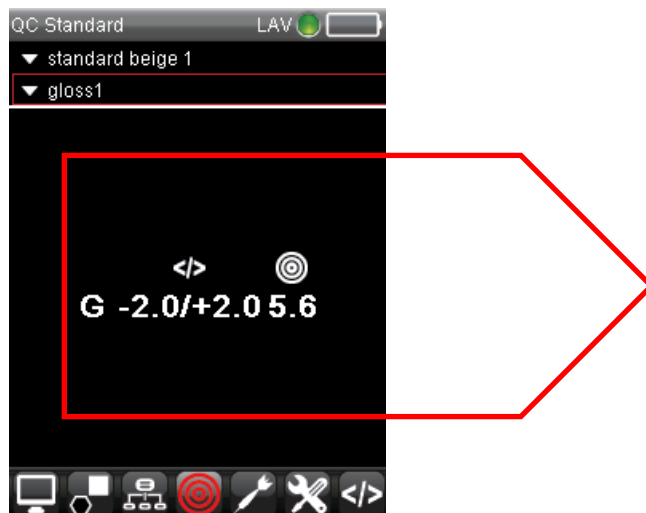 QC Standard LAV
standard beige 1
gloss1
</>
G -2.0/+2.0 5.6
</>